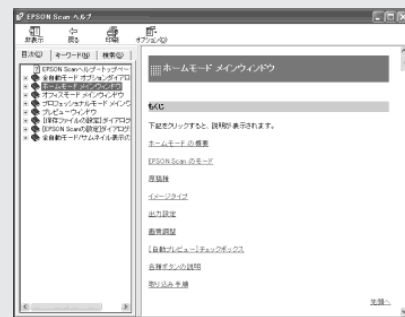 EPSON Scan ヘルプ
非表示 戻る 印刷 オプション(O)
目次(C) キーワード(N) 検索(S)
EPSON Scanヘルプ - トップペー
全自動モード オプションダイアロ
ホームモード メインウィンドウ
オフィスモード メインウィンドウ
プロフェッショナルモード メインウ
プレビューウィンドウ
[保存ファイルの設定]ダイアログ
[EPSON Scanの設定]ダイアログ
全自動モード/サムネイル表示の
ホームモード メインウィンドウ
もくじ
下記をクリックすると、説明が表示されます。
ホームモード の概要
EPSON Scan のモード
原稿種
イメージタイプ
出力設定
画質調整
[自動プレビュー]チェックボックス
各種ボタンの説明
取り込み手順
先頭へ